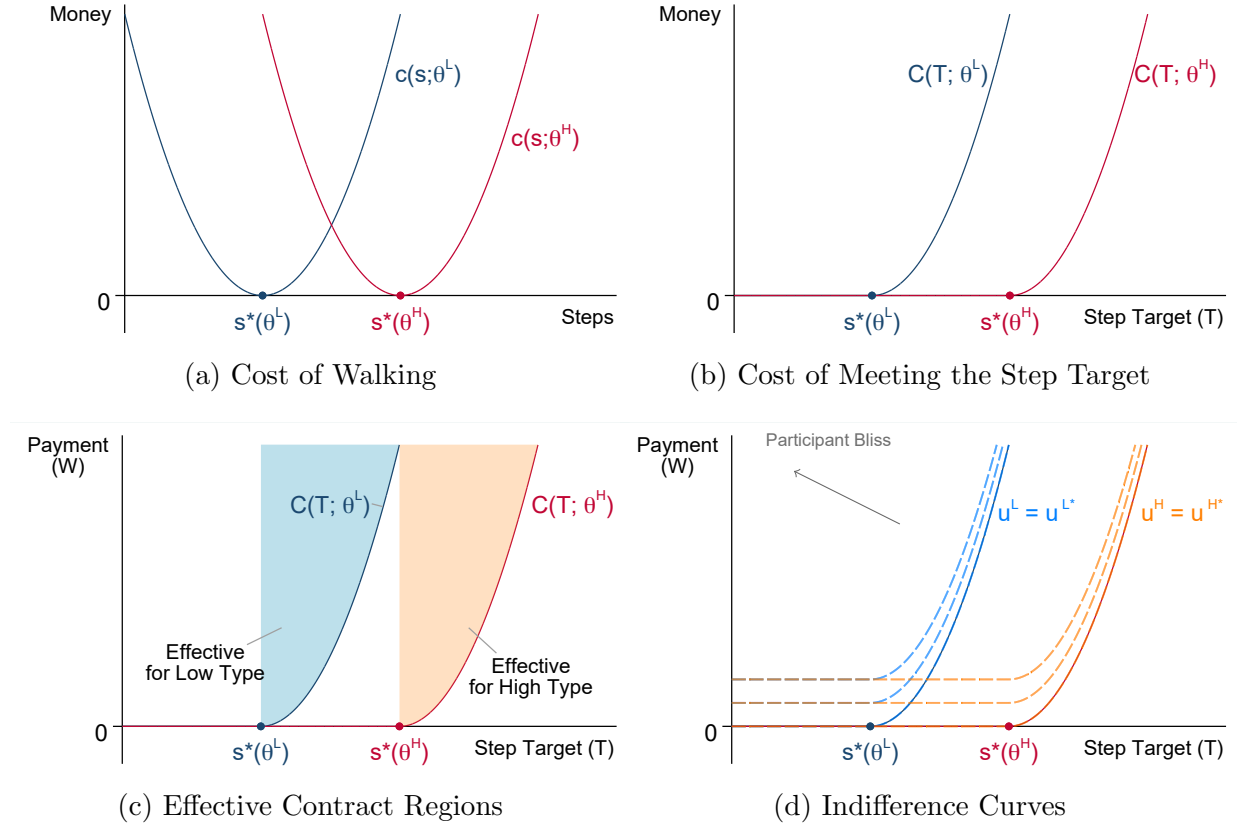 Money
c(s;θ^L)
c(s;θ^H)
0
s*(θ^L)
s*(θ^H)
Steps
(a) Cost of Walking
Money
C(T; θ^L)
C(T; θ^H)
0
s*(θ^L)
s*(θ^H)
Step Target (T)
(b) Cost of Meeting the Step Target
Payment
(W)
C(T; θ^L)
C(T; θ^H)
Effective
for Low Type
Effective
for High Type
0
s*(θ^L)
s*(θ^H)
Step Target (T)
(c) Effective Contract Regions
Payment
(W)
Participant Bliss
u^L = u^L*
u^H = u^H*
0
s*(θ^L)
s*(θ^H)
Step Target (T)
(d) Indifference Curves